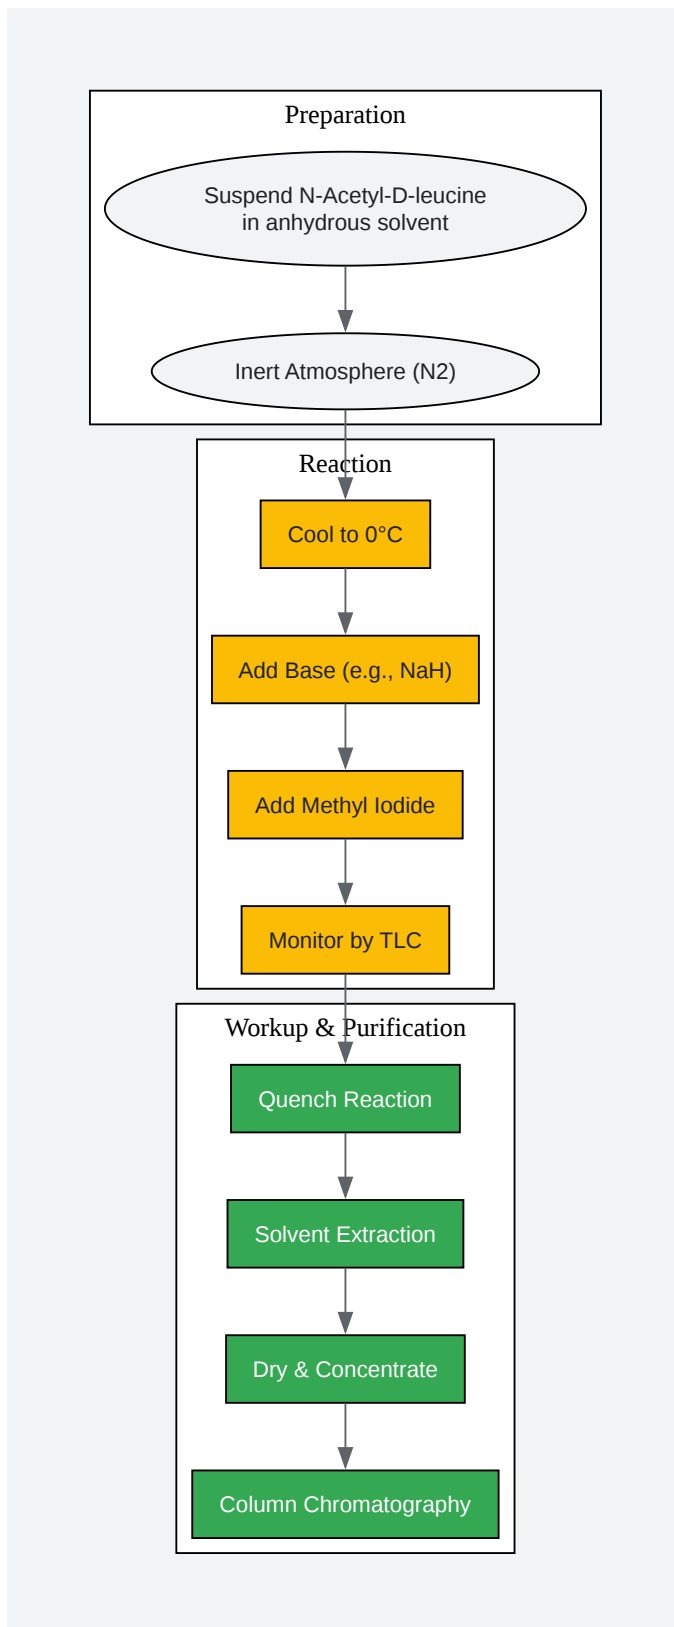 Preparation
Suspend N-Acetyl-D-leucine
in anhydrous solvent
Inert Atmosphere (N2)
Reaction
Cool to 0°C
Add Base (e.g., NaH)
Add Methyl Iodide
Monitor by TLC
Workup & Purification
Quench Reaction
Solvent Extraction
Dry & Concentrate
Column Chromatography